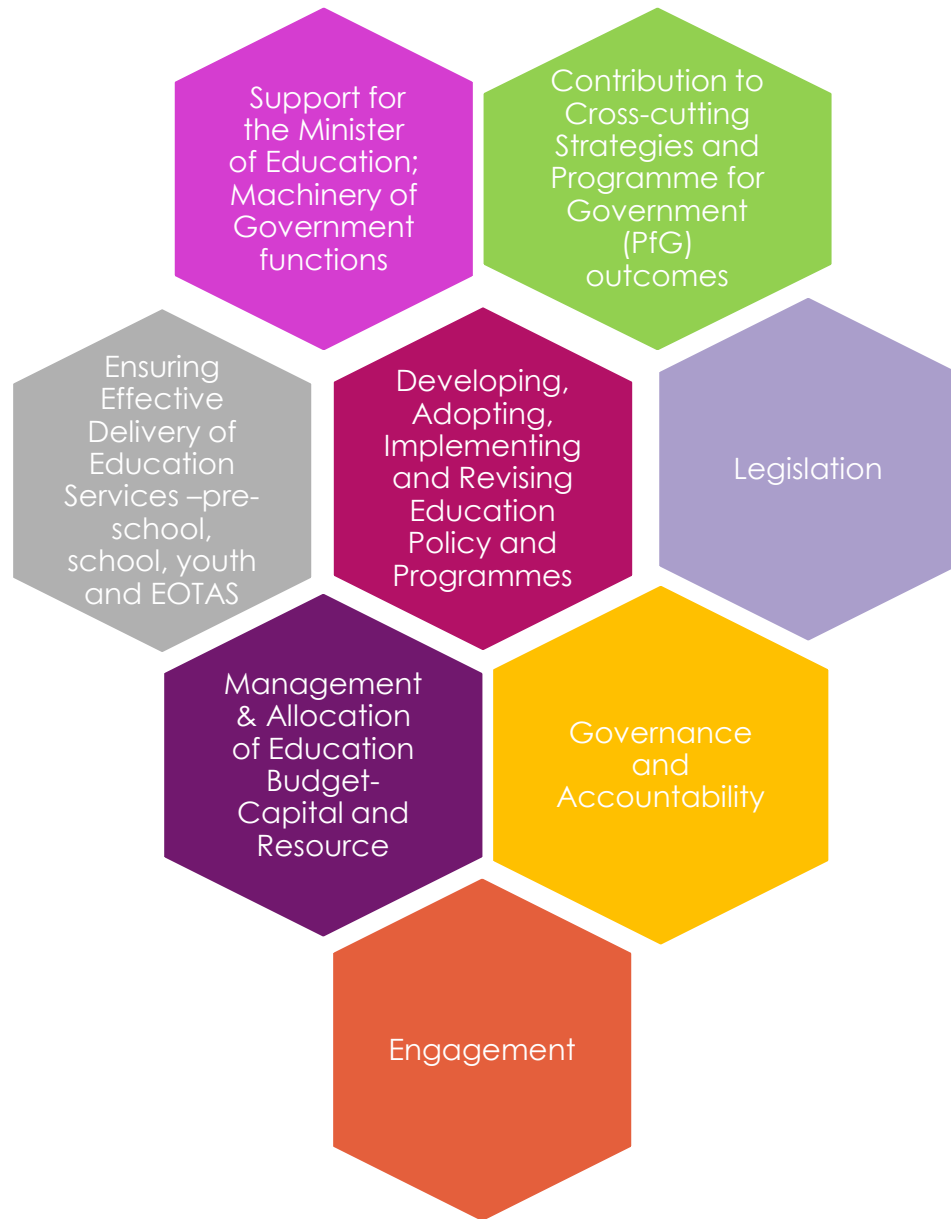 Support for
the Minister
of Education;
Machinery of
Government
functions
Contribution to
Cross-cutting
Strategies and
Programme for
Government
(PfG)
outcomes
Ensuring
Effective
Delivery of
Education
Services –pre-
school,
school, youth
and EOTAS
Developing,
Adopting,
Implementing
and Revising
Education
Policy and
Programmes
Legislation
Management
& Allocation
of Education
Budget-
Capital and
Resource
Governance
and
Accountability
Engagement